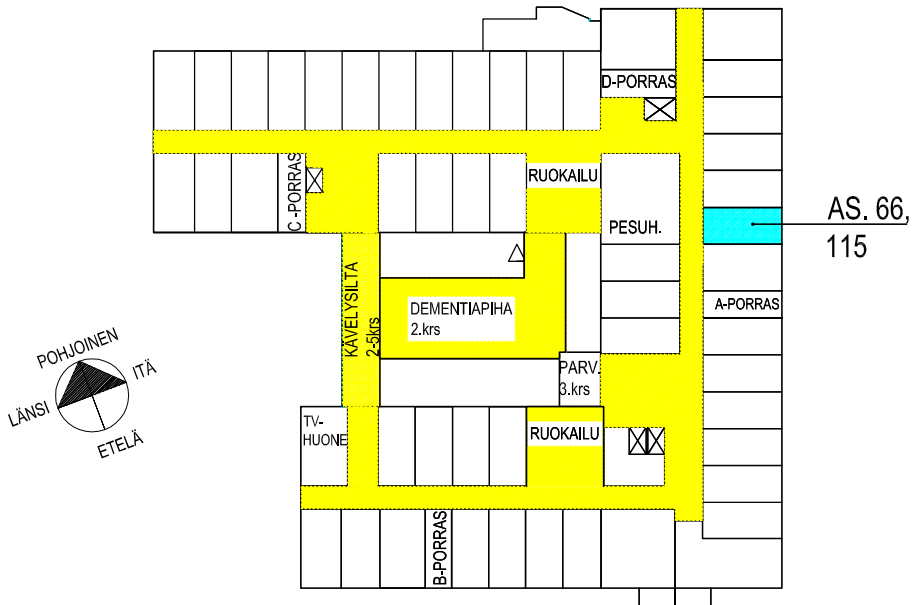 D-PORRAS
C-PORRAS
RUOKAILU
AS. 66,
115
PESUH.
KÄVELYSILTA
2-5krs
DEMENTIAPIHA
2.krs
A-PORRAS
POHJOINEN
ITÄ
LÄNSI
ETELÄ
PARV.
3.krs
TV-
HUONE
RUOKAILU
B-PORRAS